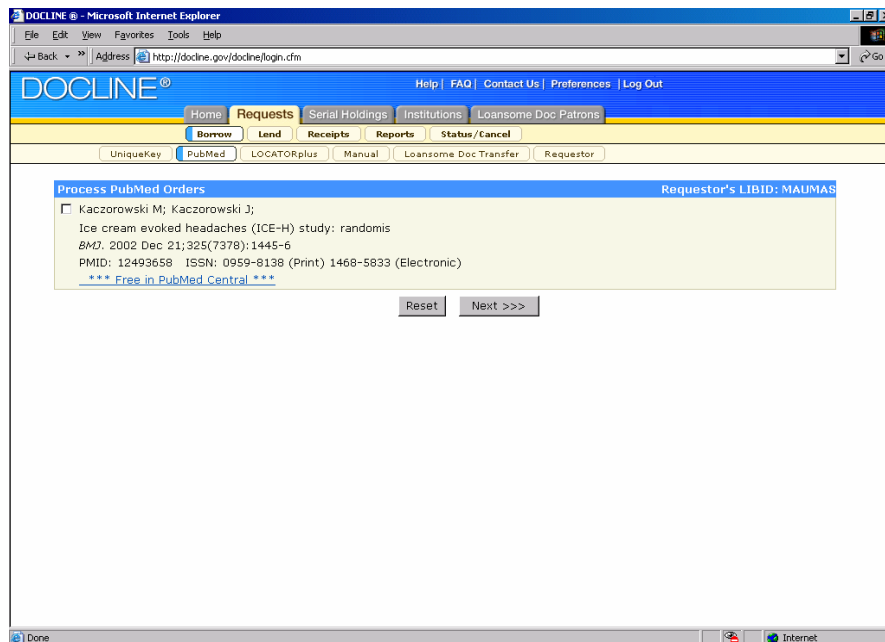 DOCLINE ® - Microsoft Internet Explorer
File Edit View Favorites Tools Help
Back » Address http://docline.gov/docline/login.cfm Go
DOCLINE®
Help | FAQ | Contact Us | Preferences | Log Out
Home Requests Serial Holdings Institutions Loansome Doc Patrons
Borrow Lend Receipts Reports Status/Cancel
UniqueKey PubMed LOCATORplus Manual Loansome Doc Transfer Requestor
Process PubMed Orders Requestor's LIBID: MAUMAS
Kaczorowski M; Kaczorowski J;
Ice cream evoked headaches (ICE-H) study: randomis
BMJ. 2002 Dec 21;325(7378):1445-6
PMID: 12493658 ISSN: 0959-8138 (Print) 1468-5833 (Electronic)
*** Free in PubMed Central ***
Reset Next >>>
Done Internet